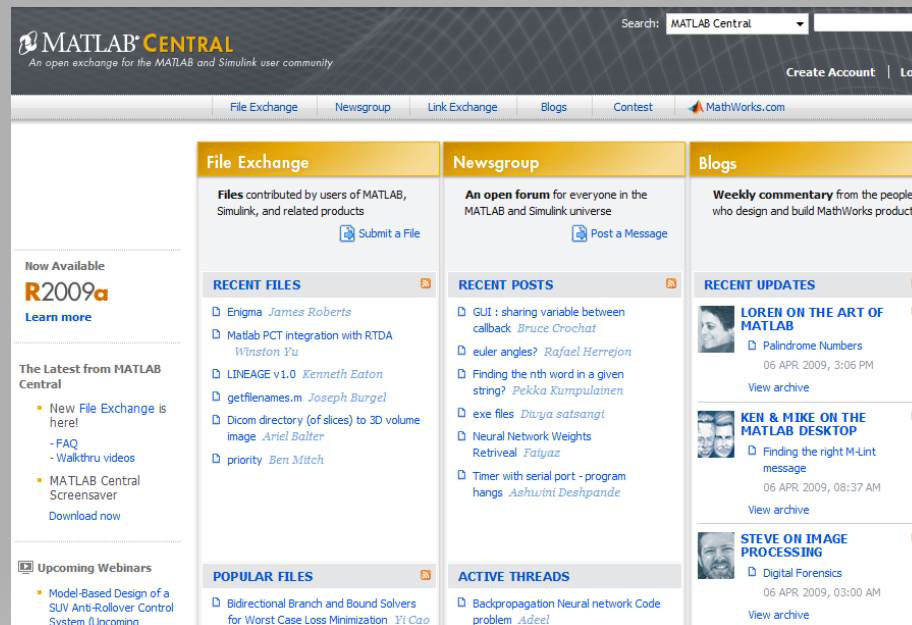 Search: MATLAB Central
MATLAB® CENTRAL
An open exchange for the MATLAB and Simulink user community
Create Account | Lo
File Exchange Newsgroup Link Exchange Blogs Contest MathWorks.com
Now Available
R2009a
Learn more
The Latest from MATLAB
Central
New File Exchange is
here!
- FAQ
- Walkthru videos
MATLAB Central
Screensaver
Download now
Upcoming Webinars
Model-Based Design of a
SUV Anti-Rollover Control
System (Upcoming
File Exchange
Files contributed by users of MATLAB,
Simulink, and related products
Submit a File
RECENT FILES
Enigma James Roberts
Matlab PCT integration with RTDA
Winston Yu
LINEAGE v1.0 Kenneth Eaton
getfilenames.m Joseph Burgel
Dicom directory (of slices) to 3D volume
image Ariel Balter
priority Ben Mitch
POPULAR FILES
Bidirectional Branch and Bound Solvers
for Worst Case Loss Minimization Yi Cao
Newsgroup
An open forum for everyone in the
MATLAB and Simulink universe
Post a Message
RECENT POSTS
GUI : sharing variable between
callback Bruce Crochat
euler angles? Rafael Herrejon
Finding the nth word in a given
string? Pekka Kumpulainen
exe files Divya satsangi
Neural Network Weights
Retriveal Faiyaz
Timer with serial port - program
hangs Ashwini Deshpande
ACTIVE THREADS
Backpropagation Neural network Code
problem Adeel
Blogs
Weekly commentary from the people
who design and build MathWorks product
RECENT UPDATES
LOREN ON THE ART OF
MATLAB
Palindrome Numbers
06 APR 2009, 3:06 PM
View archive
KEN & MIKE ON THE
MATLAB DESKTOP
Finding the right M-Lint
message
06 APR 2009, 08:37 AM
View archive
STEVE ON IMAGE
PROCESSING
Digital Forensics
06 APR 2009, 03:00 AM
View archive